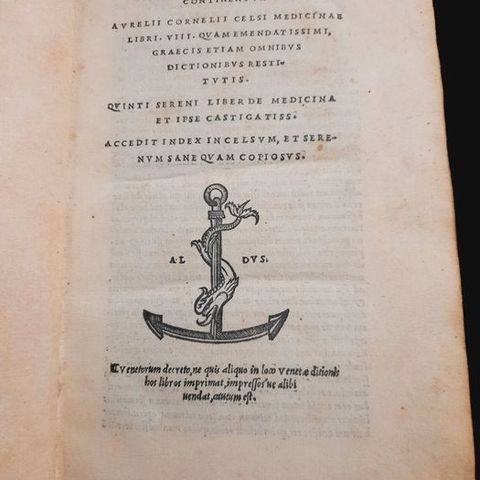 AVRELII CORNELII CELSI MEDICINAE
LIBRI. VIII. QVAM EMENDATISSIMI,
GRAECIS ETIAM OMNIBVS
DICTIONIBVS RESTI-
TVTIS.
QVINTI SERENI LIBER DE MEDICINA
ET IPSE CASTIGATISS.
ACCEDIT INDEX IN CELSVM, ET SERE-
NVM SANE QVAM COPIOSVS.
AL DVS.
Venetorum decreto, ne quis aliquo in loco Venetæ ditionis
hos libros imprimat, impressos ue alibi
uendat, cautum est.